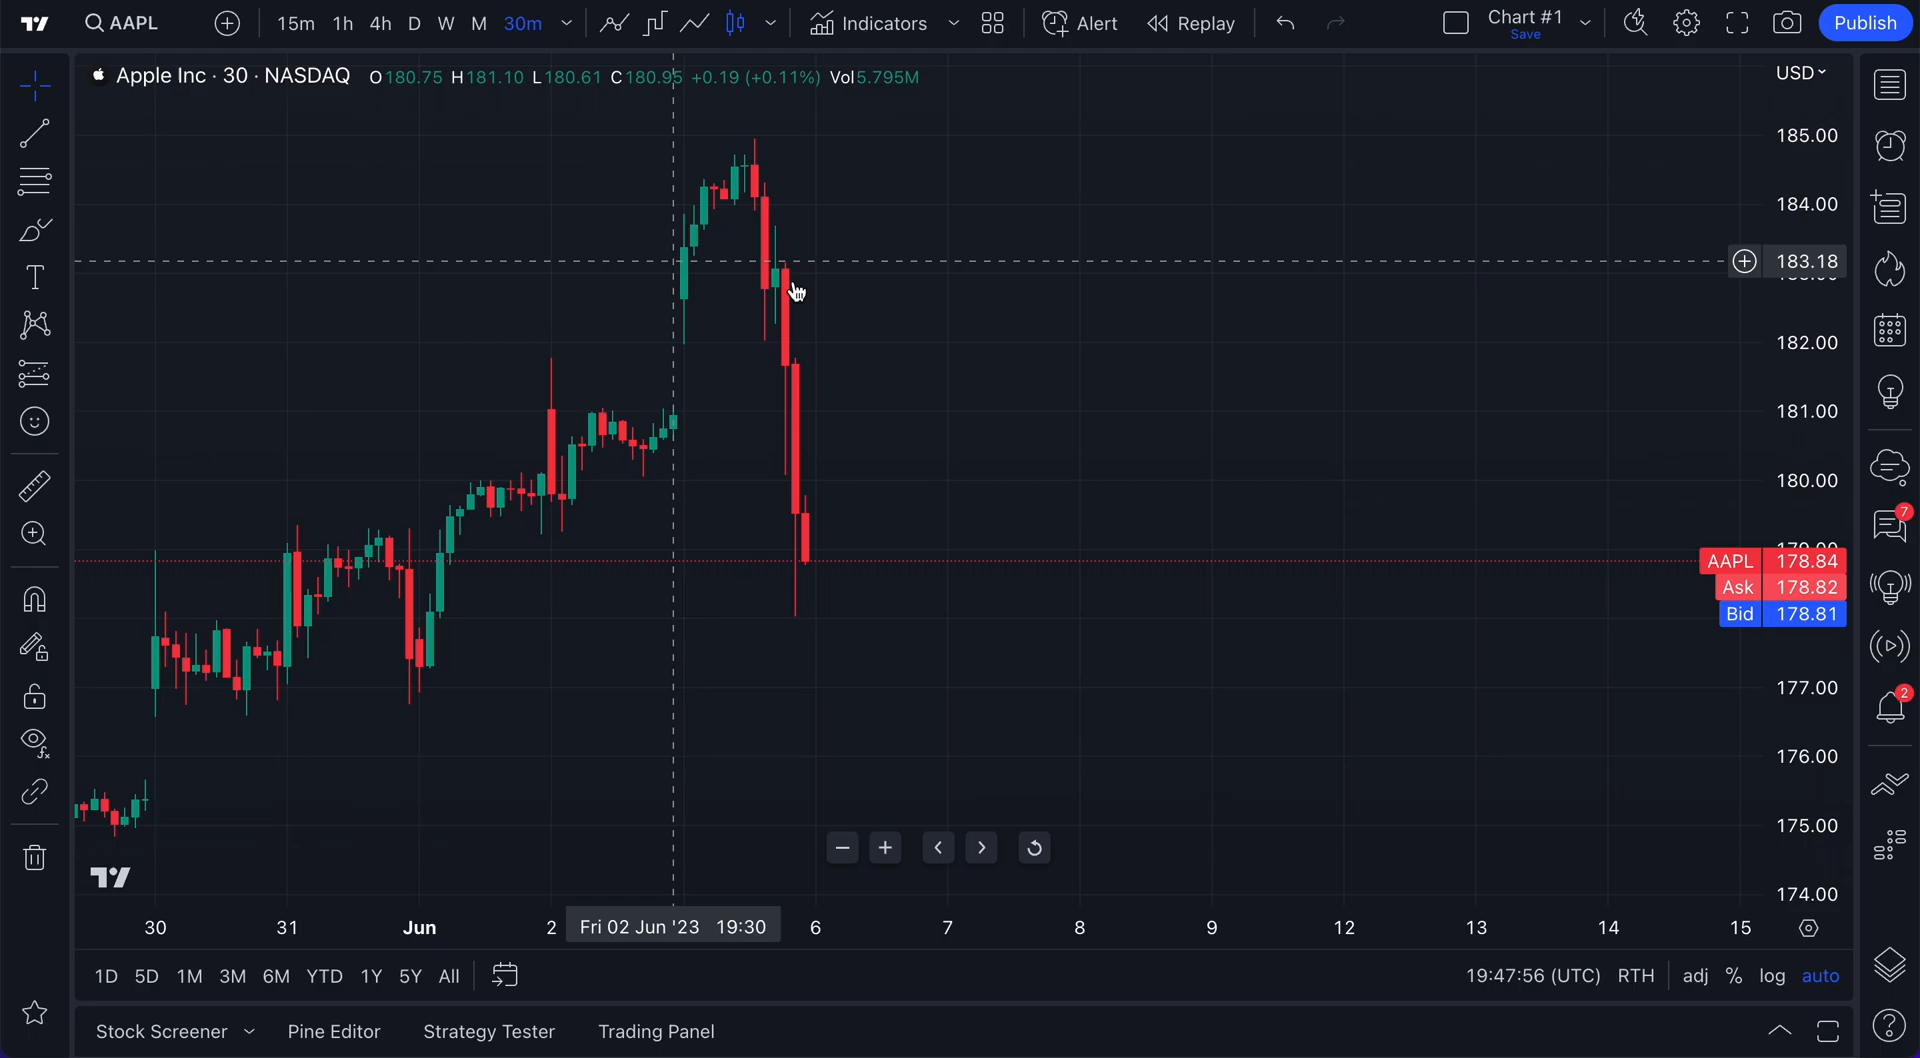 AAPL 15m 1h 4h D W M 30m Indicators Alert Replay Chart #1 Save Publish
Apple Inc · 30 · NASDAQ O180.75 H181.10 L180.61 C180.95 +0.19 (+0.11%) Vol5.795M
USD
185.00
184.00
183.18
182.00
181.00
180.00
7
AAPL 178.84
Ask 178.82
Bid 178.81
177.00
2
176.00
175.00
174.00
30 31 Jun 2 Fri 02 Jun '23 19:30 6 7 8 9 12 13 14 15
1D 5D 1M 3M 6M YTD 1Y 5Y All 19:47:56 (UTC) RTH adj % log auto
Stock Screener Pine Editor Strategy Tester Trading Panel